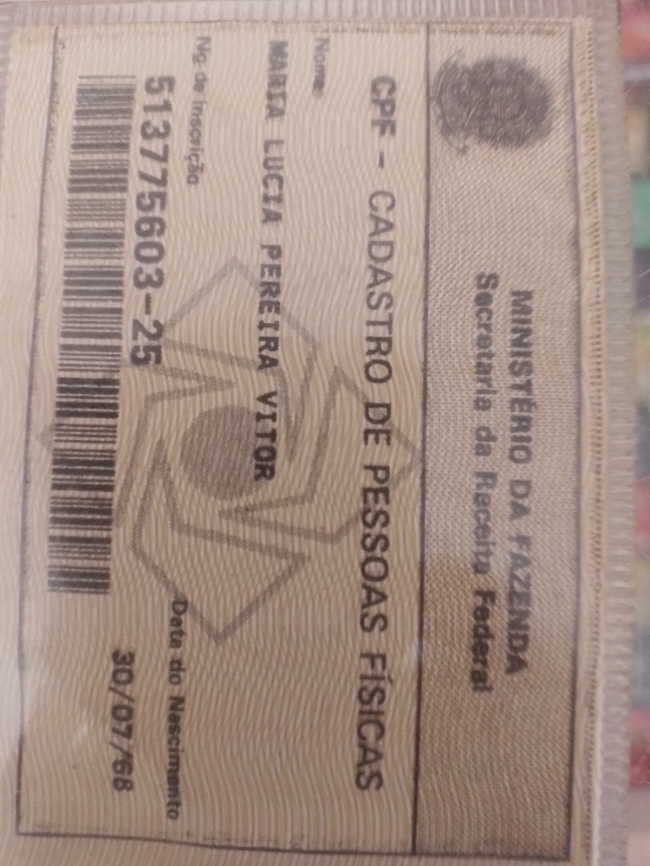 MINISTÉRIO DA FAZENDA
Secretaria da Receita Federal
CPF - CADASTRO DE PESSOAS FÍSICAS
Nome
MARIA LUCIA PEREIRA VITOR
Nº de Inscrição
513775603-25
Data do Nascimento
30/07/68